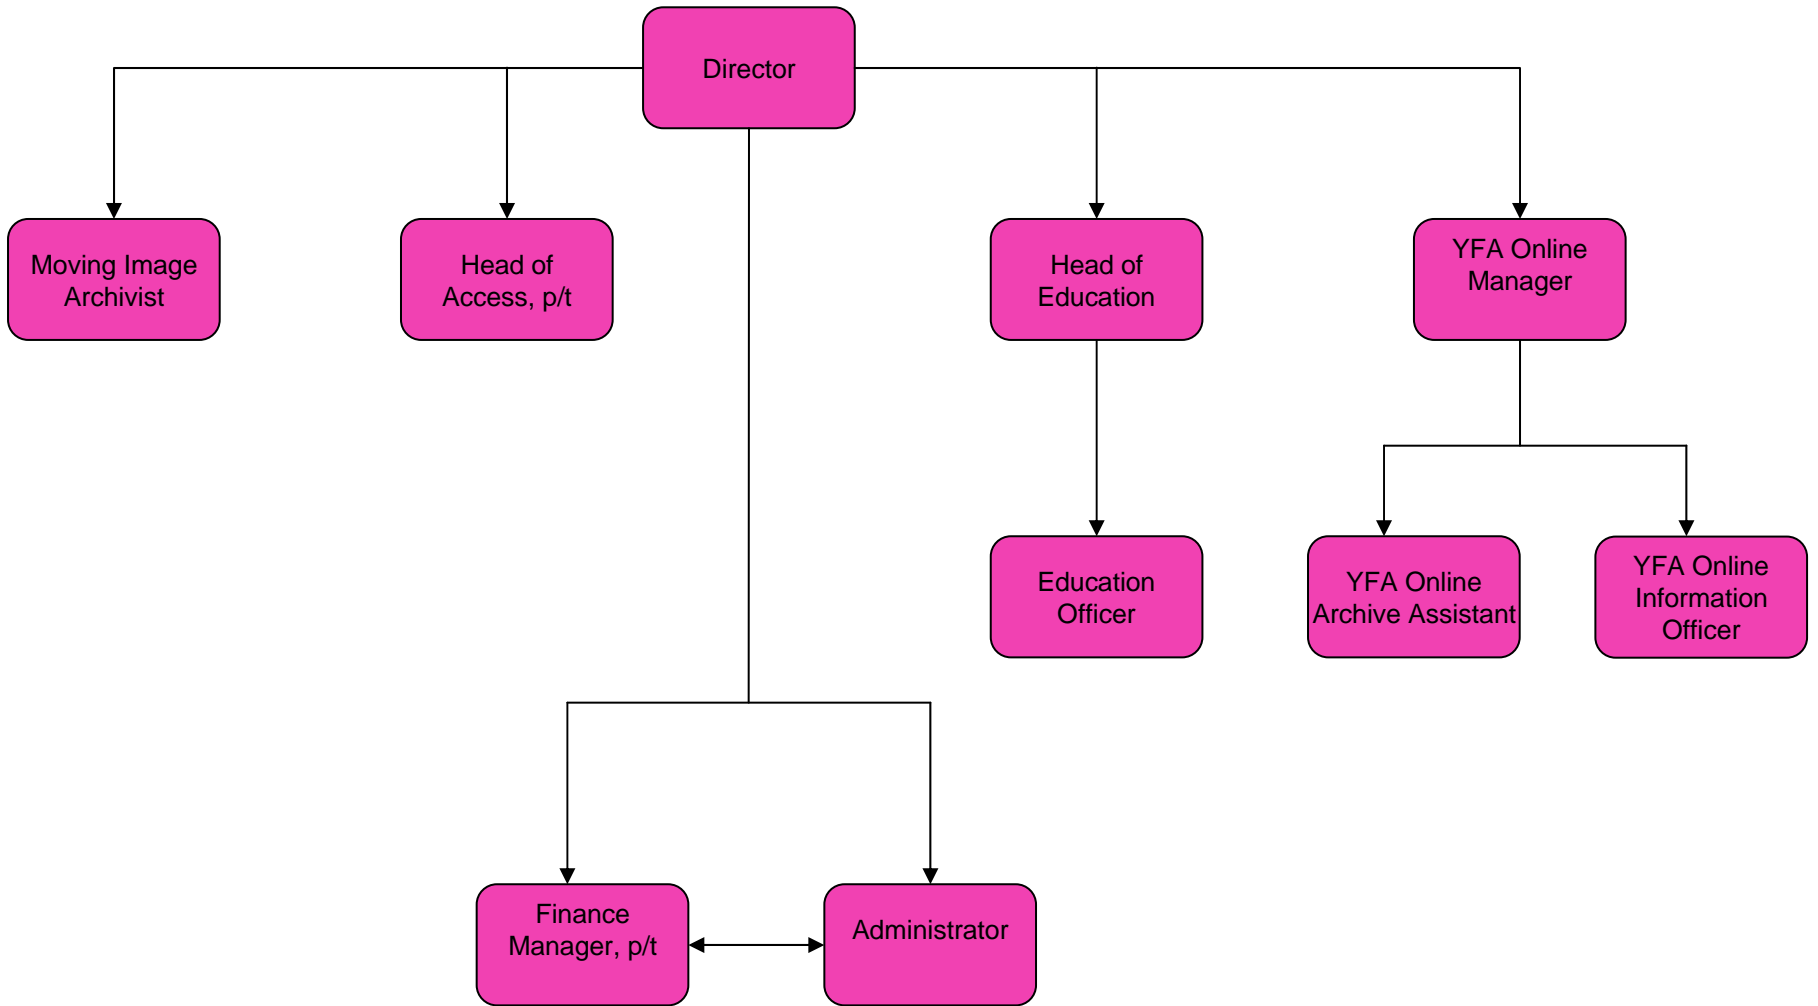 Director
Moving Image
Archivist
Head of
Access, p/t
Head of
Education
YFA Online
Manager
Education
Officer
YFA Online
Archive Assistant
YFA Online
Information
Officer
Finance
Manager, p/t
Administrator